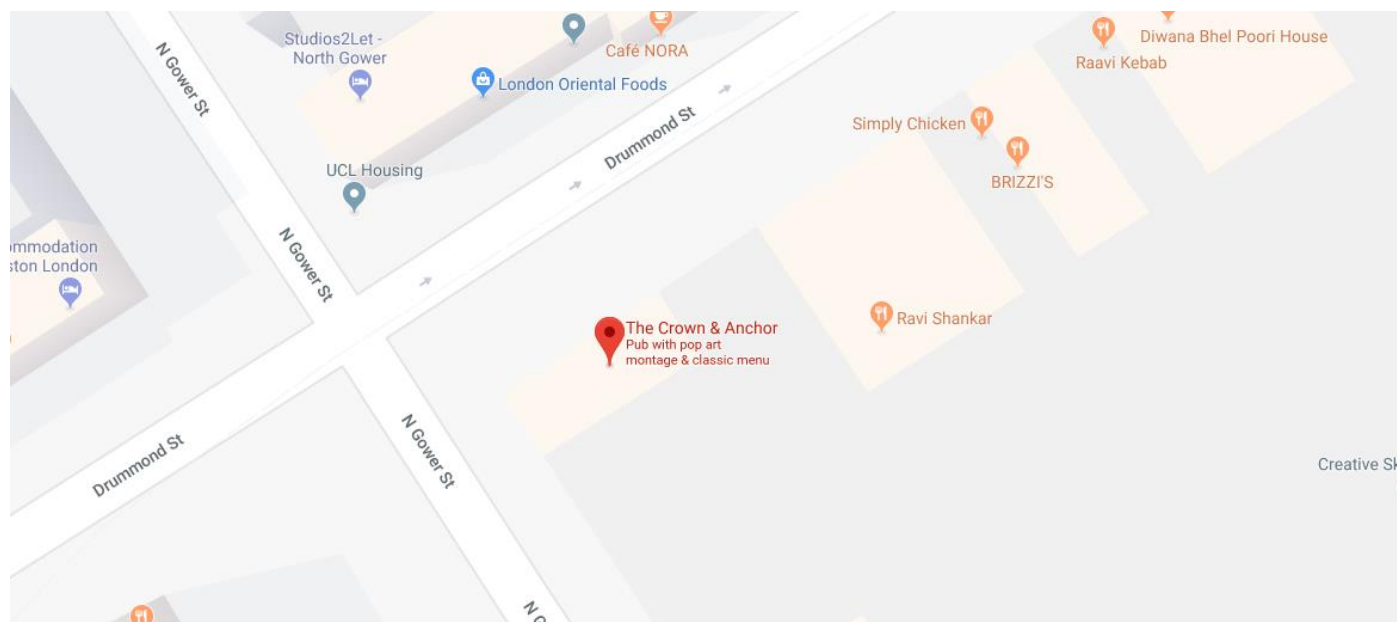 Studios2Let -
North Gower
Café NORA
London Oriental Foods
Diwana Bhel Poori House
Raavi Kebab
N Gower St
Drummond St
Simply Chicken
BRIZZI'S
UCL Housing
mmodation
ston London
N Gower St
The Crown & Anchor
Pub with pop art
montage & classic menu
Ravi Shankar
N Gower St
Drummond St
Creative Sk
N G